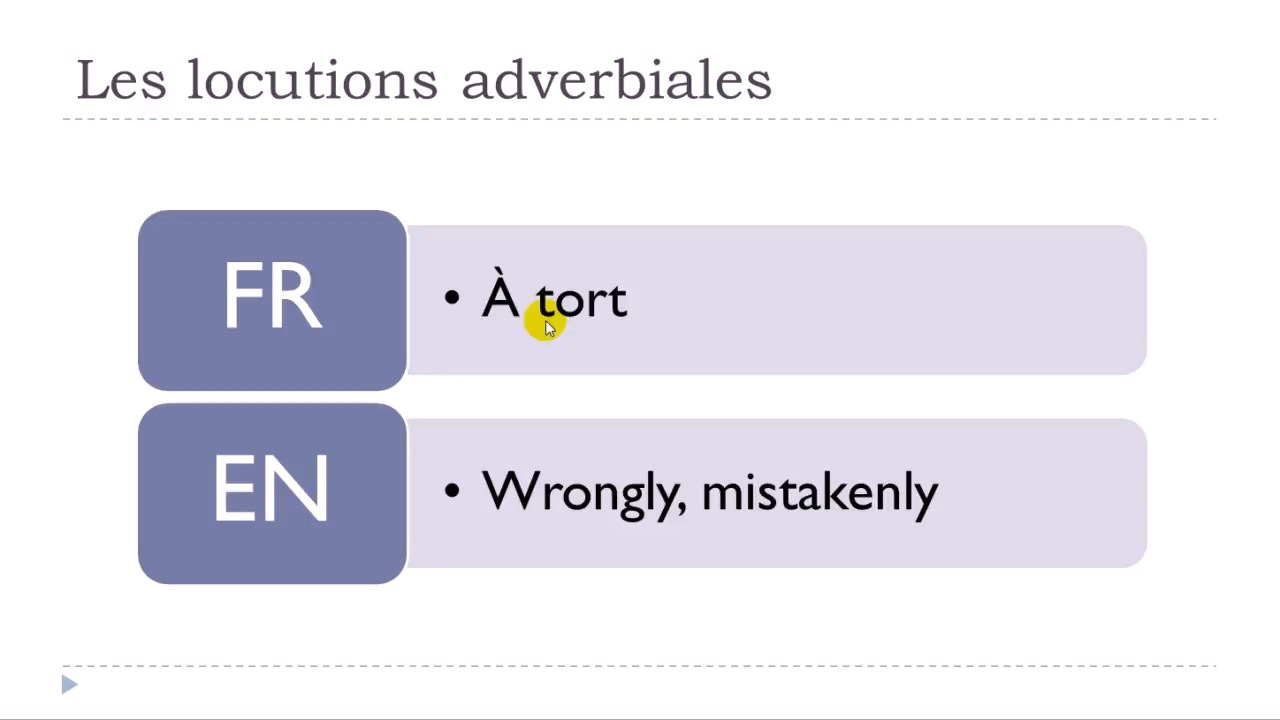 Les locutions adverbiales
FR
• À tort
EN
• Wrongly, mistakenly